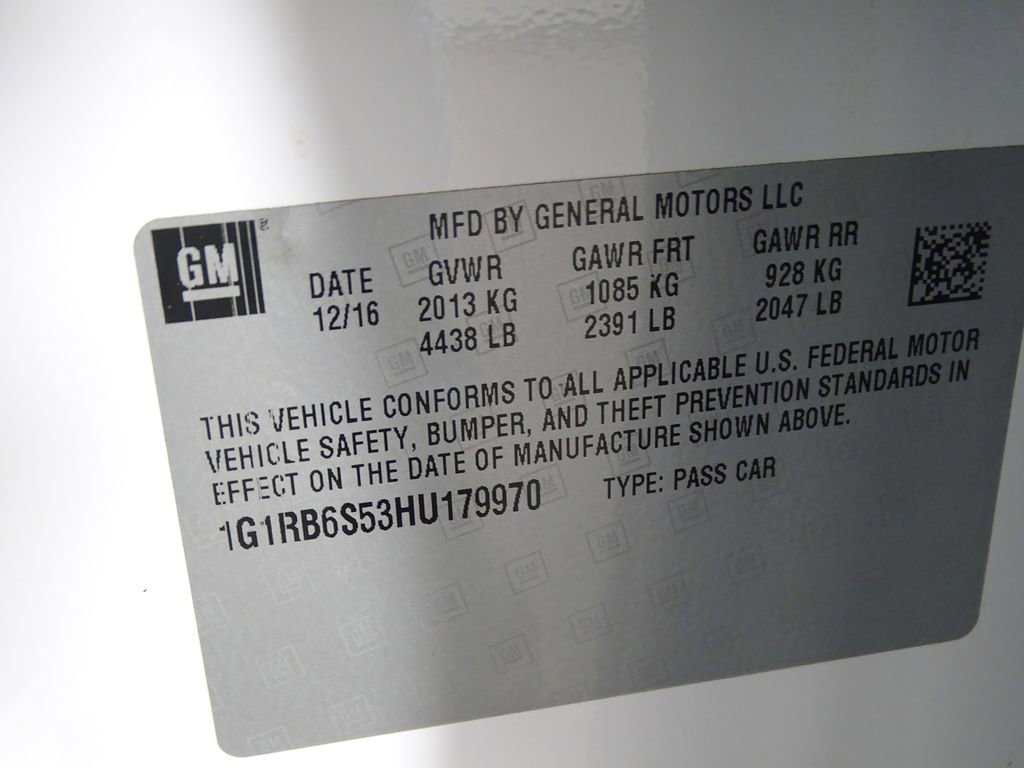 GM
MFD BY GENERAL MOTORS LLC
DATE GVWR GAWR FRT GAWR RR
12/16 2013 KG 1085 KG 928 KG
4438 LB 2391 LB 2047 LB
THIS VEHICLE CONFORMS TO ALL APPLICABLE U.S. FEDERAL MOTOR
VEHICLE SAFETY, BUMPER, AND THEFT PREVENTION STANDARDS IN
EFFECT ON THE DATE OF MANUFACTURE SHOWN ABOVE.
1G1RB6S53HU179970 TYPE: PASS CAR